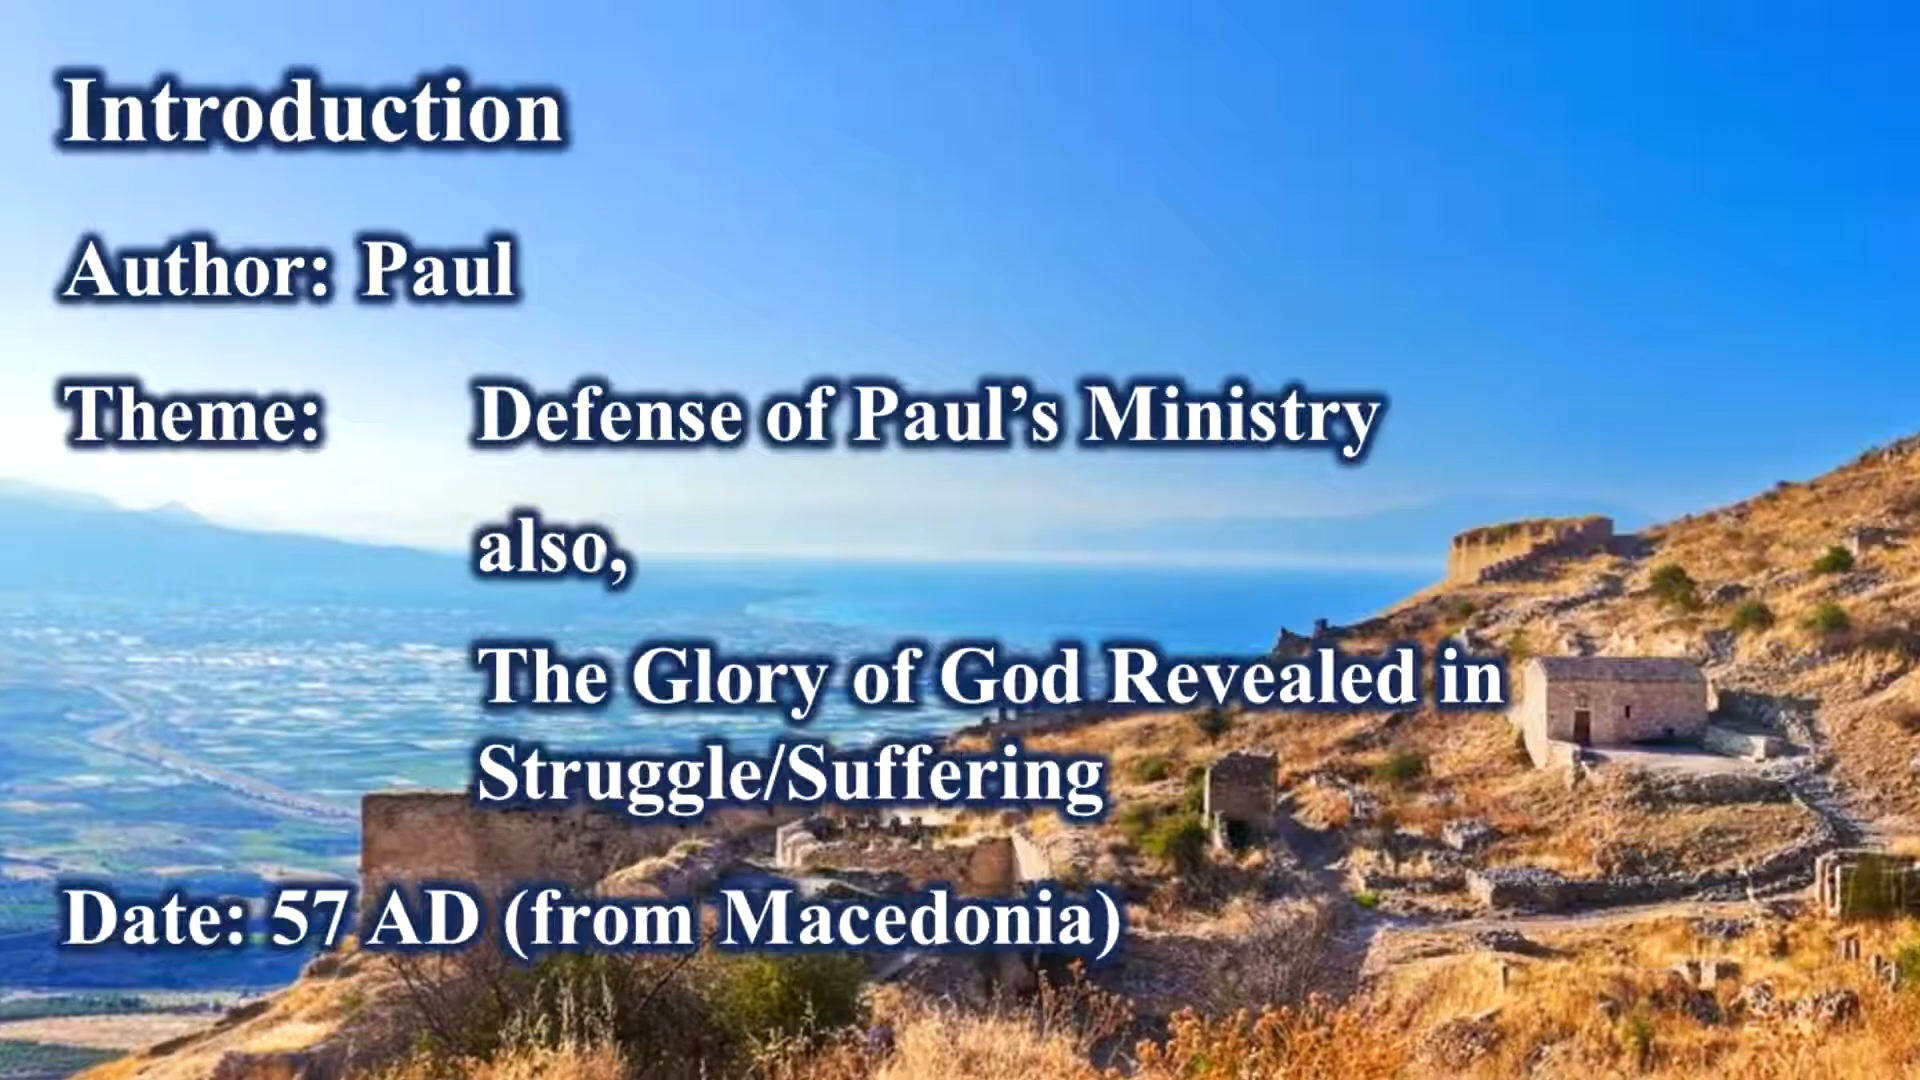 Introduction
Author: Paul
Theme: Defense of Paul’s Ministry
also,
The Glory of God Revealed in
Struggle/Suffering
Date: 57 AD (from Macedonia)